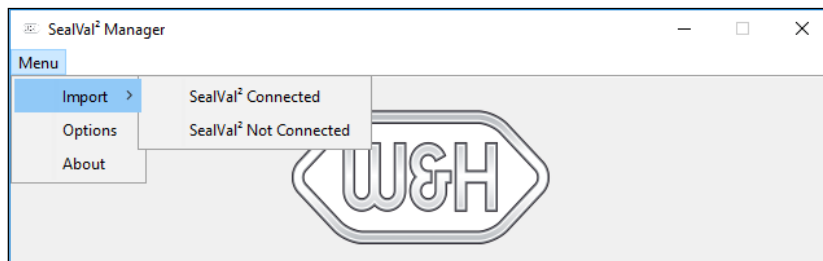 SealVal² Manager
Menu
Import
SealVal² Connected
Options
SealVal² Not Connected
About
W&H